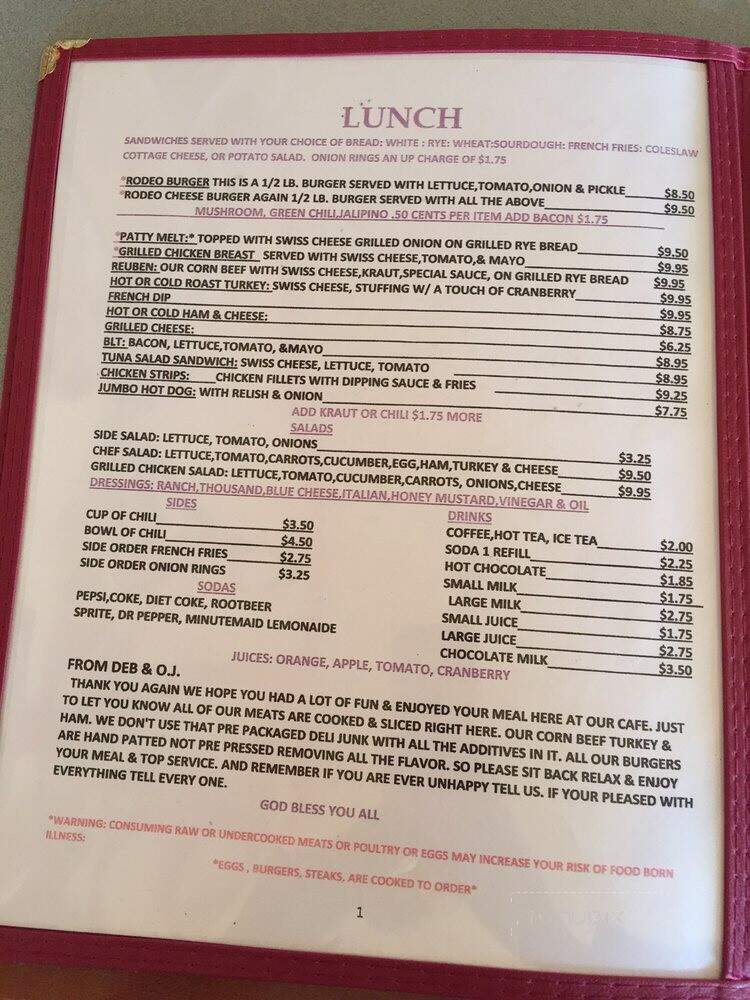 LUNCH
SANDWICHES SERVED WITH YOUR CHOICE OF BREAD: WHITE : RYE: WHEAT:SOURDOUGH: FRENCH FRIES: COLESLAW
COTTAGE CHEESE, OR POTATO SALAD. ONION RINGS AN UP CHARGE OF $1.75
*RODEO BURGER THIS IS A 1/2 LB. BURGER SERVED WITH LETTUCE,TOMATO,ONION & PICKLE $8.50
*RODEO CHEESE BURGER AGAIN 1/2 LB. BURGER SERVED WITH ALL THE ABOVE $9.50
MUSHROOM, GREEN CHILI,JALIPINO .50 CENTS PER ITEM ADD BACON $1.75
*PATTY MELT:* TOPPED WITH SWISS CHEESE GRILLED ONION ON GRILLED RYE BREAD $9.50
*GRILLED CHICKEN BREAST SERVED WITH SWISS CHEESE,TOMATO,& MAYO $9.95
REUBEN: OUR CORN BEEF WITH SWISS CHEESE,KRAUT,SPECIAL SAUCE, ON GRILLED RYE BREAD $9.95
HOT OR COLD ROAST TURKEY: SWISS CHEESE, STUFFING W/ A TOUCH OF CRANBERRY $9.95
FRENCH DIP $9.95
HOT OR COLD HAM & CHEESE: $8.75
GRILLED CHEESE: $6.25
BLT: BACON, LETTUCE,TOMATO, &MAYO $8.95
TUNA SALAD SANDWICH: SWISS CHEESE, LETTUCE, TOMATO $8.95
CHICKEN STRIPS: CHICKEN FILLETS WITH DIPPING SAUCE & FRIES $9.25
JUMBO HOT DOG: WITH RELISH & ONION $7.75
ADD KRAUT OR CHILI $1.75 MORE
SALADS
SIDE SALAD: LETTUCE, TOMATO, ONIONS $3.25
CHEF SALAD: LETTUCE,TOMATO,CARROTS,CUCUMBER,EGG,HAM,TURKEY & CHEESE $9.50
GRILLED CHICKEN SALAD: LETTUCE,TOMATO,CUCUMBER,CARROTS, ONIONS,CHEESE $9.95
DRESSINGS: RANCH,THOUSAND,BLUE CHEESE,ITALIAN,HONEY MUSTARD,VINEGAR & OIL
SIDES
CUP OF CHILI $3.50
BOWL OF CHILI $4.50
SIDE ORDER FRENCH FRIES $2.75
SIDE ORDER ONION RINGS $3.25
SODAS
PEPSI,COKE, DIET COKE, ROOTBEER
SPRITE, DR PEPPER, MINUTEMAID LEMONAIDE
DRINKS
COFFEE,HOT TEA, ICE TEA $2.00
SODA 1 REFILL $2.25
HOT CHOCOLATE $1.85
SMALL MILK $1.75
LARGE MILK $2.75
SMALL JUICE $1.75
LARGE JUICE $2.75
CHOCOLATE MILK $3.50
JUICES: ORANGE, APPLE, TOMATO, CRANBERRY
FROM DEB & O.J.
THANK YOU AGAIN WE HOPE YOU HAD A LOT OF FUN & ENJOYED YOUR MEAL HERE AT OUR CAFE. JUST
TO LET YOU KNOW ALL OF OUR MEATS ARE COOKED & SLICED RIGHT HERE. OUR CORN BEEF TURKEY &
HAM. WE DON'T USE THAT PRE PACKAGED DELI JUNK WITH ALL THE ADDITIVES IN IT. ALL OUR BURGERS
ARE HAND PATTED NOT PRE PRESSED REMOVING ALL THE FLAVOR. SO PLEASE SIT BACK RELAX & ENJOY
YOUR MEAL & TOP SERVICE. AND REMEMBER IF YOU ARE EVER UNHAPPY TELL US. IF YOUR PLEASED WITH
EVERYTHING TELL EVERY ONE.
GOD BLESS YOU ALL
*WARNING: CONSUMING RAW OR UNDERCOOKED MEATS OR POULTRY OR EGGS MAY INCREASE YOUR RISK OF FOOD BORN
ILLNESS:
*EGGS , BURGERS, STEAKS, ARE COOKED TO ORDER*
1